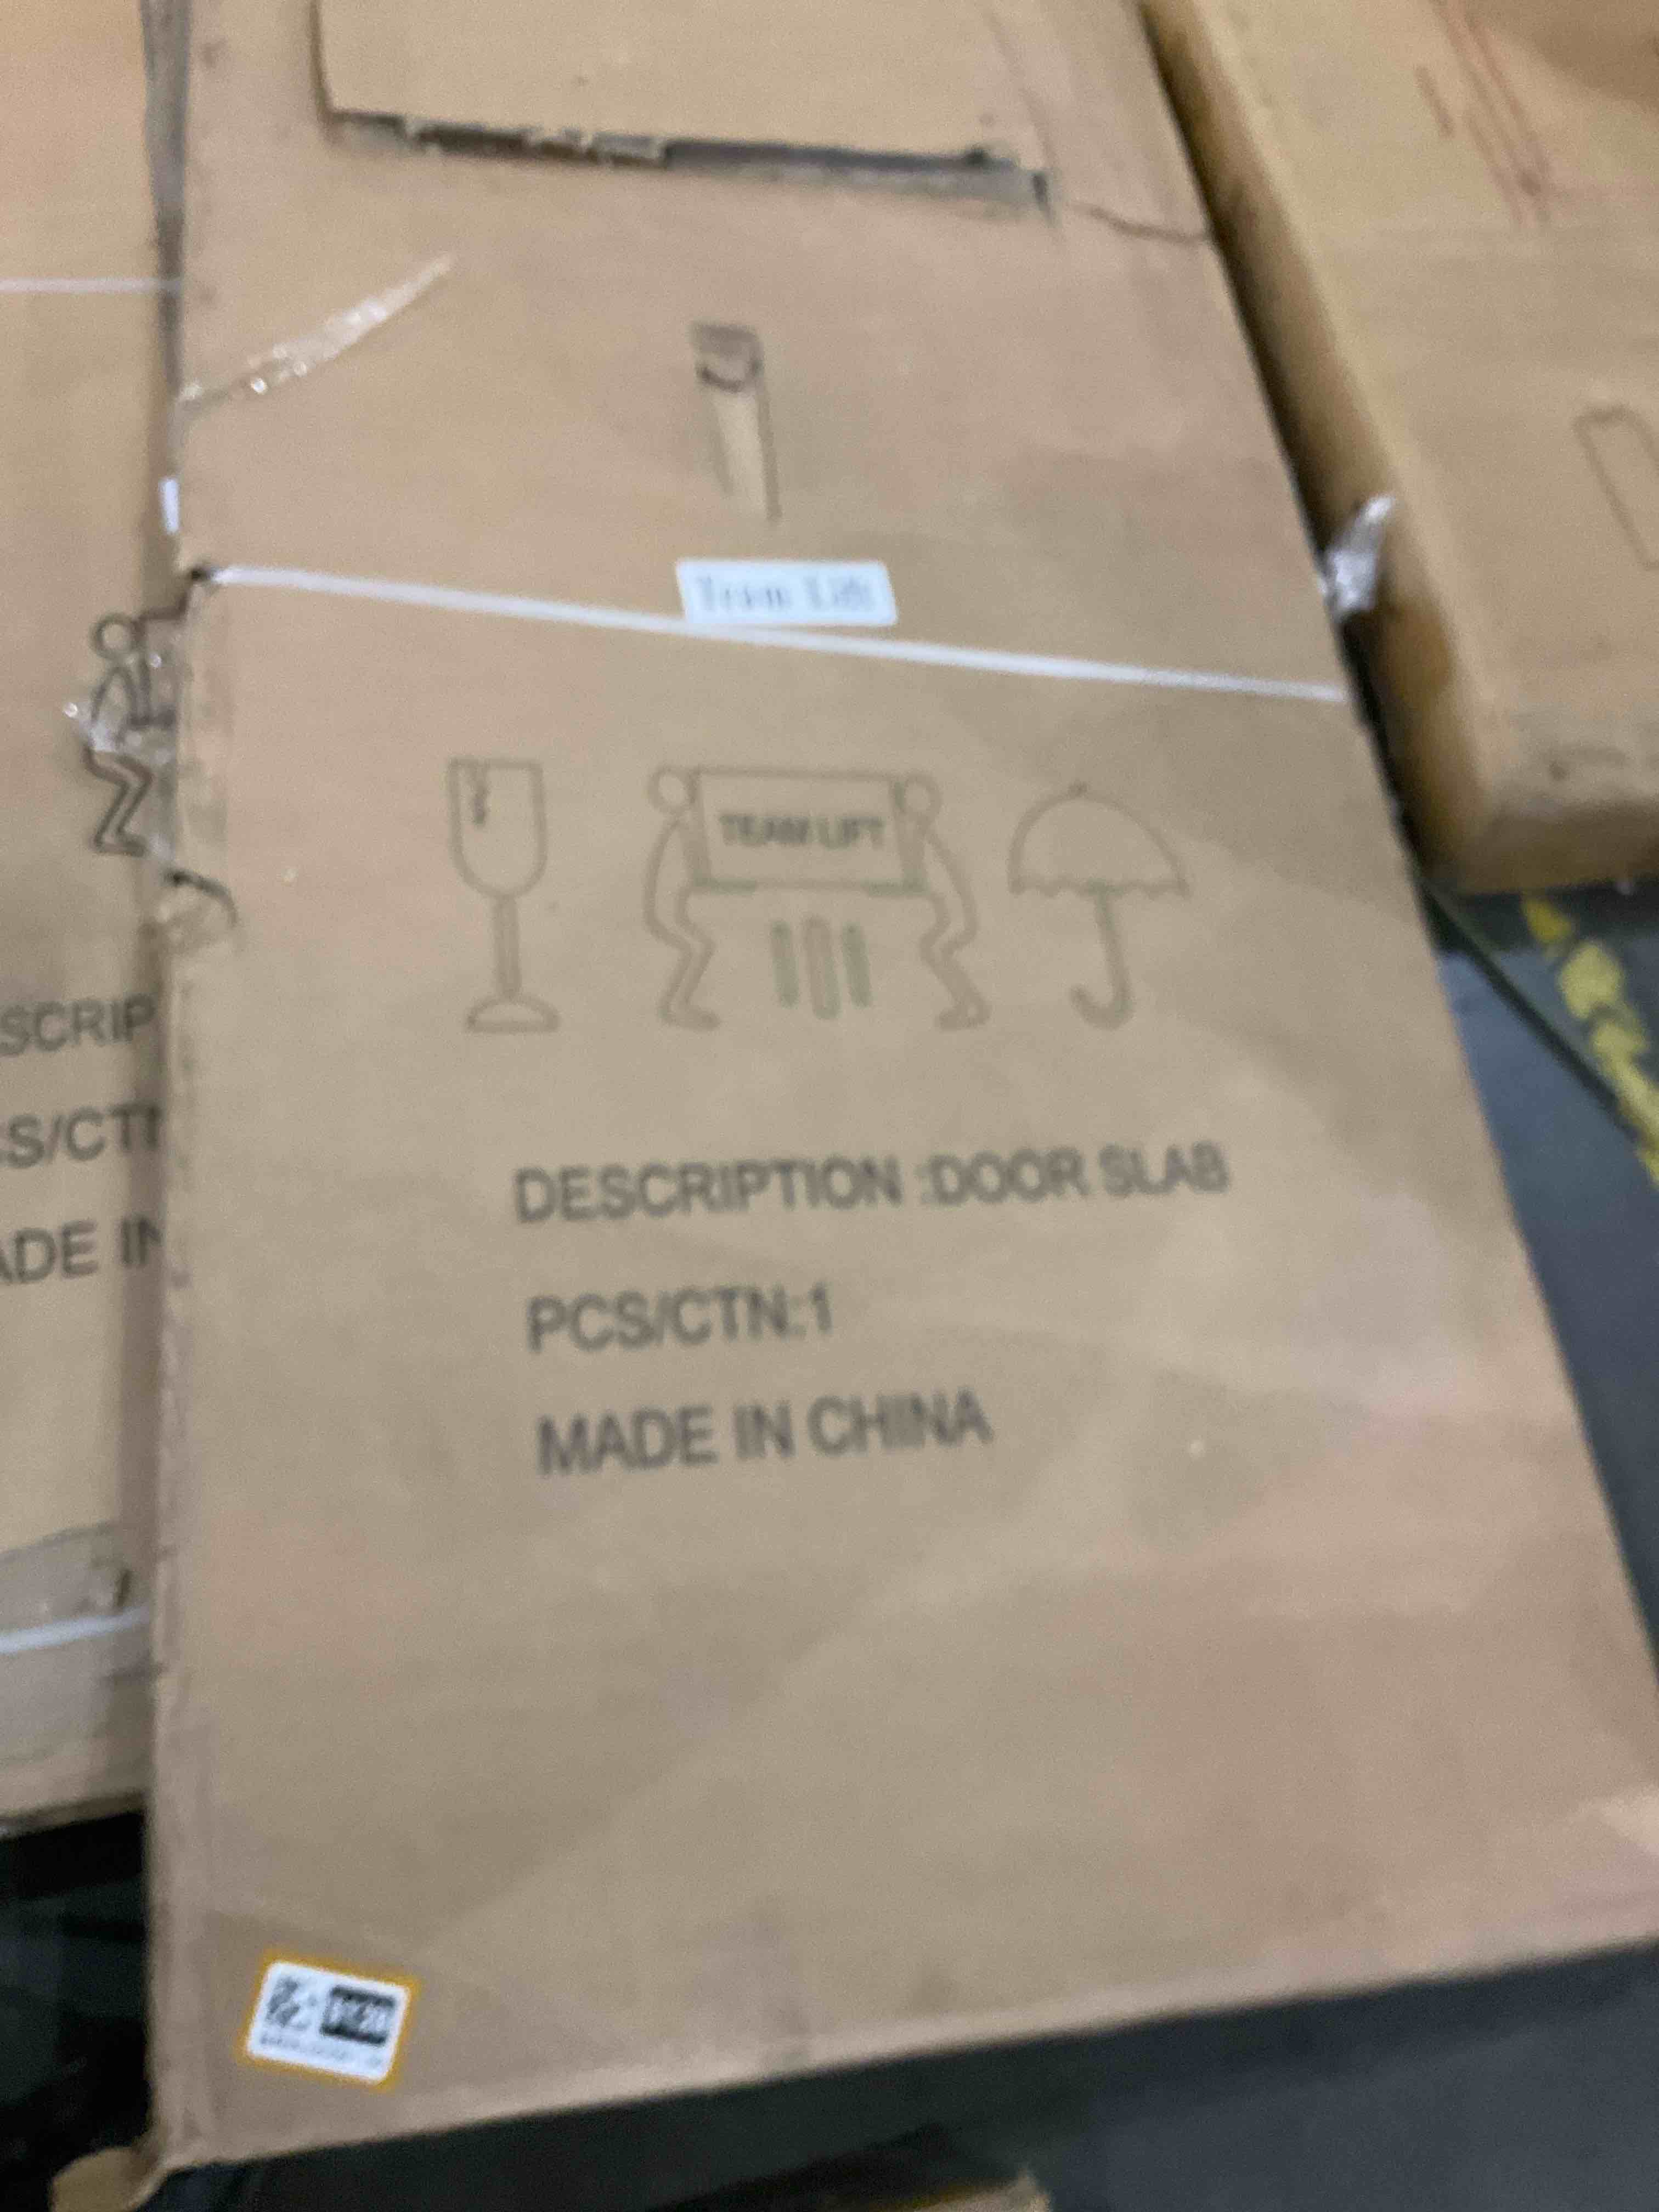 Team Lift
TEAM LIFT
DESCRIPTION :DOOR SLAB
PCS/CTN:1
MADE IN CHINA
SCRIP
S/CT
ADE IN